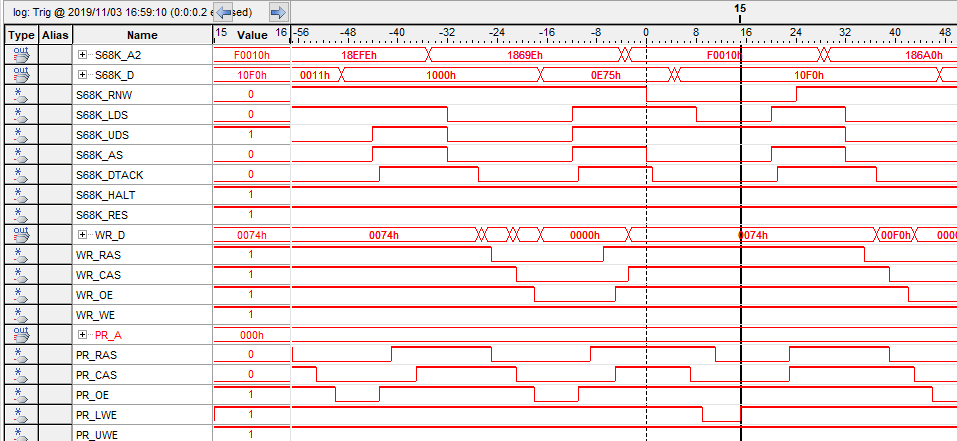 log: Trig @ 2019/11/03 16:59:10 (0:0:0.2 e sed)
15
Type Alias Name Value 15 16 -56 -48 -40 -32 -24 -16 -8 0 8 16 24 32 40 48
out S68K_A2 F0010h 18EFEh 1869Eh F0010h 186A0h
out S68K_D 10F0h 0011h 1000h 0E75h 10F0h
S68K_RNW 0
S68K_LDS 0
S68K_UDS 1
S68K_AS 0
S68K_DTACK 0
S68K_HALT 1
S68K_RES 1
out WR_D 0074h 0074h 0000h 0074h 00F0h 0000
WR_RAS 1
WR_CAS 1
WR_OE 1
WR_WE 1
out PR_A 000h
PR_RAS 0
PR_CAS 0
PR_OE 1
PR_LWE 1
PR_UWE 1